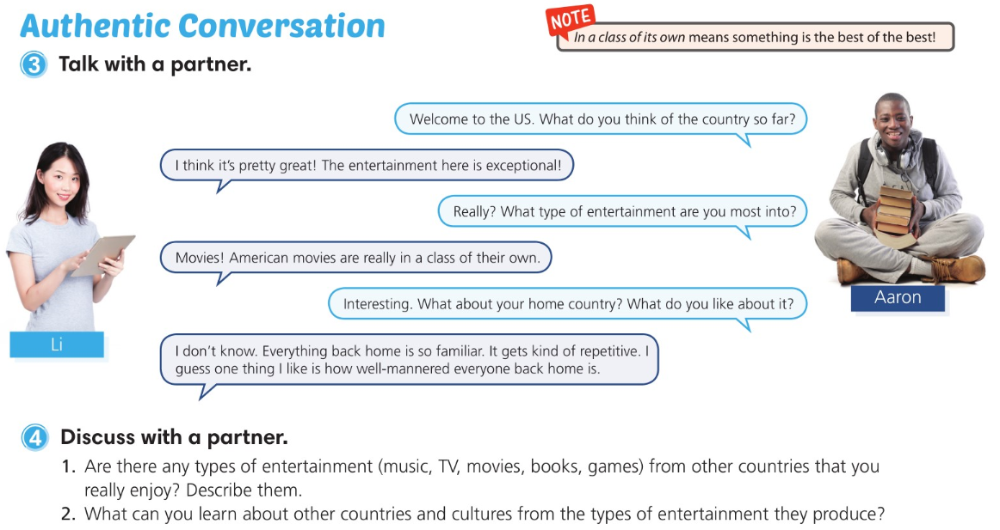 Authentic Conversation
NOTE
In a class of its own means something is the best of the best!
3 Talk with a partner.
Welcome to the US. What do you think of the country so far?
I think it's pretty great! The entertainment here is exceptional!
Really? What type of entertainment are you most into?
Movies! American movies are really in a class of their own.
Interesting. What about your home country? What do you like about it?
I don't know. Everything back home is so familiar. It gets kind of repetitive. I
guess one thing I like is how well-mannered everyone back home is.
Li
Aaron
4 Discuss with a partner.
1. Are there any types of entertainment (music, TV, movies, books, games) from other countries that you
really enjoy? Describe them.
2. What can you learn about other countries and cultures from the types of entertainment they produce?